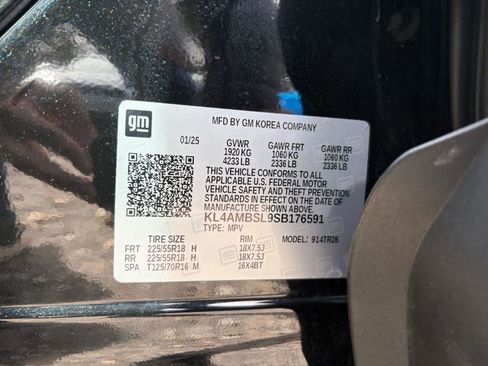 gm
MFD BY GM KOREA COMPANY
01/25 GVWR GAWR FRT GAWR RR
1920 KG 1060 KG 1060 KG
4233 LB 2336 LB 2336 LB
THIS VEHICLE CONFORMS TO ALL
APPLICABLE U.S. FEDERAL MOTOR
VEHICLE SAFETY AND THEFT PREVENTION
STANDARDS IN EFFECT ON THE DATE OF
MANUFACTURE SHOWN ABOVE.
KL4AMBSL9SB176591
TYPE: MPV MODEL: 914TR26
TIRE SIZE RIM
FRT 225/55R18 H 18X7.5J
RR 225/55R18 H 18X7.5J
SPA T125/70R16 M 16X4BT